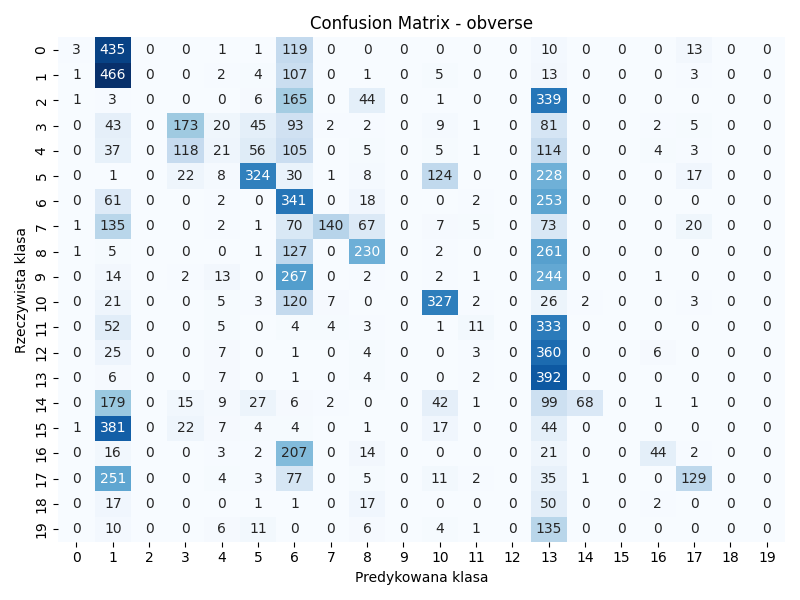 Confusion Matrix - obverse
0 3 435 0 0 1 1 119 0 0 0 0 0 0 10 0 0 0 13 0 0
1 1 466 0 0 2 4 107 0 1 0 5 0 0 13 0 0 0 3 0 0
2 1 3 0 0 0 6 165 0 44 0 1 0 0 339 0 0 0 0 0 0
3 0 43 0 173 20 45 93 2 2 0 9 1 0 81 0 0 2 5 0 0
4 0 37 0 118 21 56 105 0 5 0 5 1 0 114 0 0 4 3 0 0
5 0 1 0 22 8 324 30 1 8 0 124 0 0 228 0 0 0 17 0 0
6 0 61 0 0 2 0 341 0 18 0 0 2 0 253 0 0 0 0 0 0
7 1 135 0 0 2 1 70 140 67 0 7 5 0 73 0 0 0 20 0 0
8 1 5 0 0 0 1 127 0 230 0 2 0 0 261 0 0 0 0 0 0
9 0 14 0 2 13 0 267 0 2 0 2 1 0 244 0 0 1 0 0 0
10 0 21 0 0 5 3 120 7 0 0 327 2 0 26 2 0 0 3 0 0
11 0 52 0 0 5 0 4 4 3 0 1 11 0 333 0 0 0 0 0 0
12 0 25 0 0 7 0 1 0 4 0 0 3 0 360 0 0 6 0 0 0
13 0 6 0 0 7 0 1 0 4 0 0 2 0 392 0 0 0 0 0 0
14 0 179 0 15 9 27 6 2 0 0 42 1 0 99 68 0 1 1 0 0
15 1 381 0 22 7 4 4 0 1 0 17 0 0 44 0 0 0 0 0 0
16 0 16 0 0 3 2 207 0 14 0 0 0 0 21 0 0 44 2 0 0
17 0 251 0 0 4 3 77 0 5 0 11 2 0 35 1 0 0 129 0 0
18 0 17 0 0 0 1 1 0 17 0 0 0 0 50 0 0 2 0 0 0
19 0 10 0 0 6 11 0 0 6 0 4 1 0 135 0 0 0 0 0 0
0 1 2 3 4 5 6 7 8 9 10 11 12 13 14 15 16 17 18 19
Rzeczywista klasa
Predykowana klasa